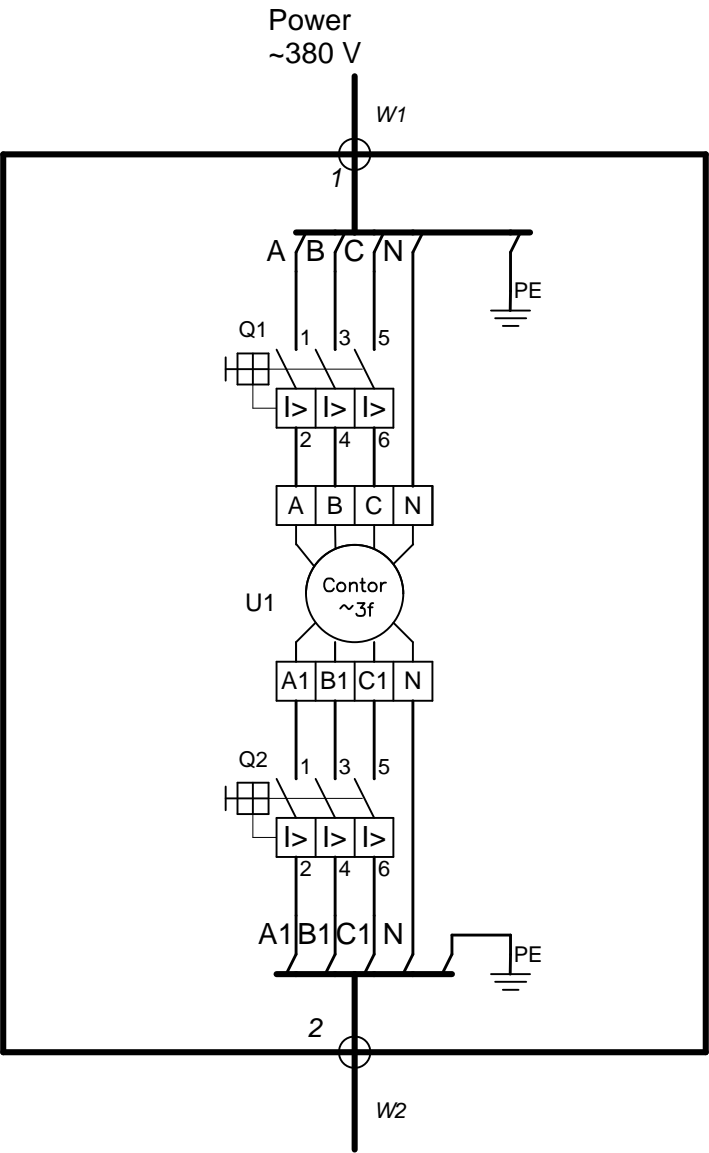 Power
~380 V
W1
1
A B C N
PE
Q1
1 3 5
I> I> I>
2 4 6
A B C N
U1
Contor
~3f
A1 B1 C1 N
Q2
1 3 5
I> I> I>
2 4 6
A1 B1 C1 N
PE
2
W2